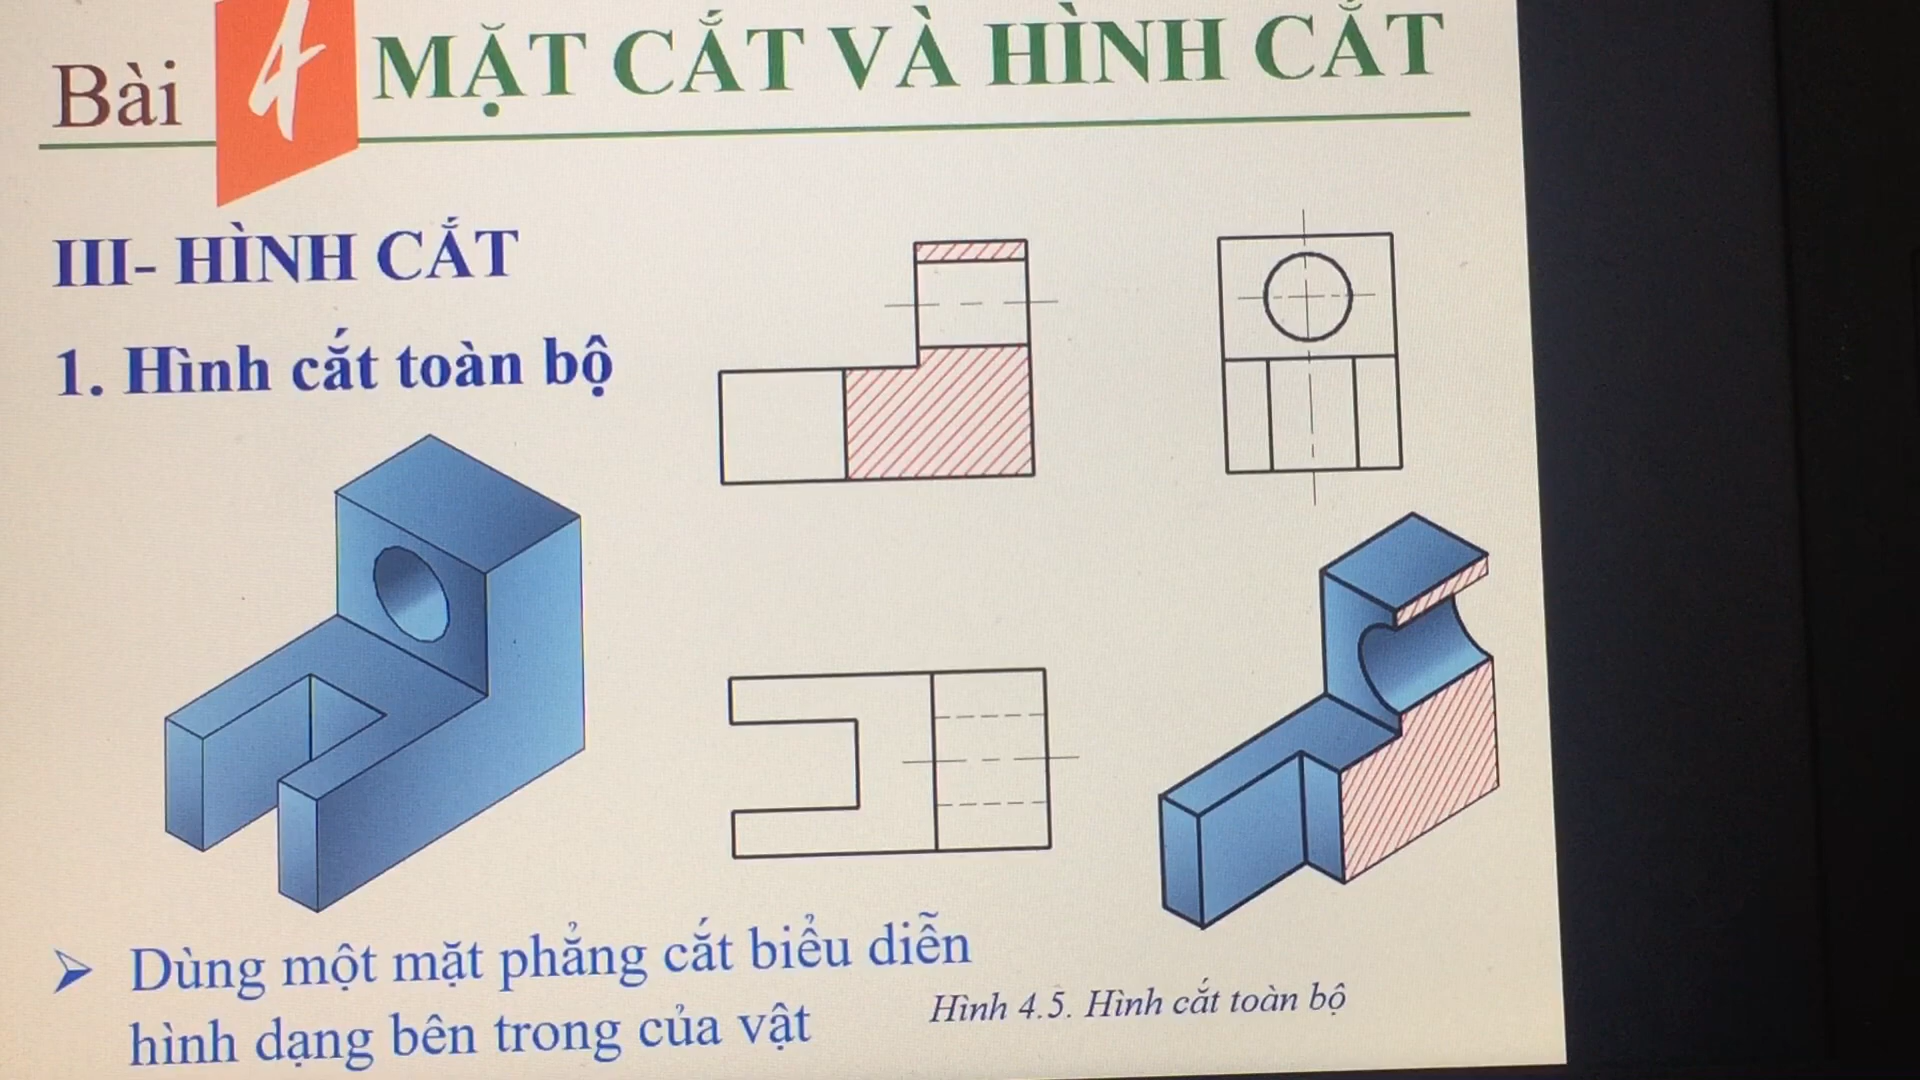 Bài 4 MẶT CẮT VÀ HÌNH CẮT
III- HÌNH CẮT
1. Hình cắt toàn bộ
Dùng một mặt phẳng cắt biểu diễn
hình dạng bên trong của vật
Hình 4.5. Hình cắt toàn bộ